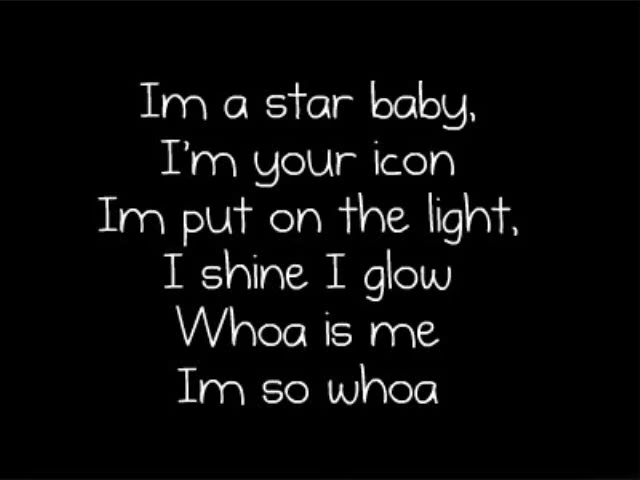 Im a star baby,
I'm your icon
Im put on the light,
I shine I glow
Whoa is me
Im so whoa